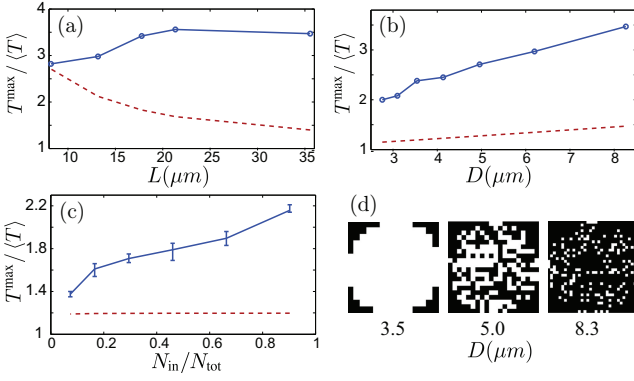 (a)
T^max / ⟨T⟩
4
3
2
1
10 15 20 25 30 35
L(μm)
(b)
T^max / ⟨T⟩
3
2
1
3 4 5 6 7 8
D(μm)
(c)
T^max / ⟨T⟩
2.2
1.8
1.4
1
0 0.2 0.4 0.6 0.8 1
N_in/N_tot
(d)
3.5 5.0 8.3
D(μm)